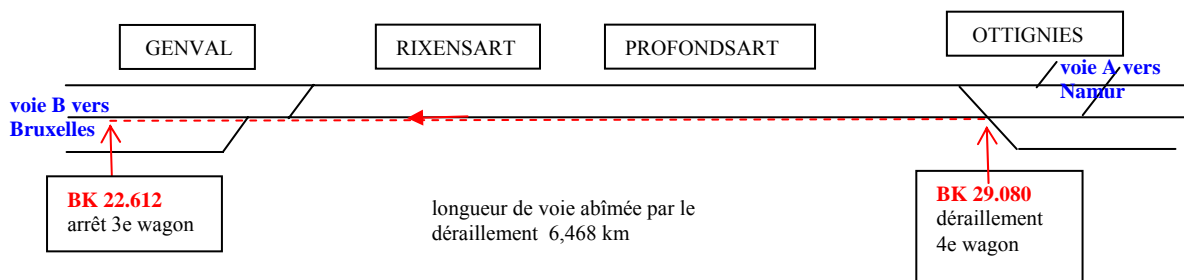 GENVAL
RIXENSART
PROFONDSART
OTTIGNIES
voie A vers
Namur
voie B vers
Bruxelles
BK 22.612
arrêt 3e wagon
longueur de voie abîmée par le
déraillement 6,468 km
BK 29.080
déraillement
4e wagon